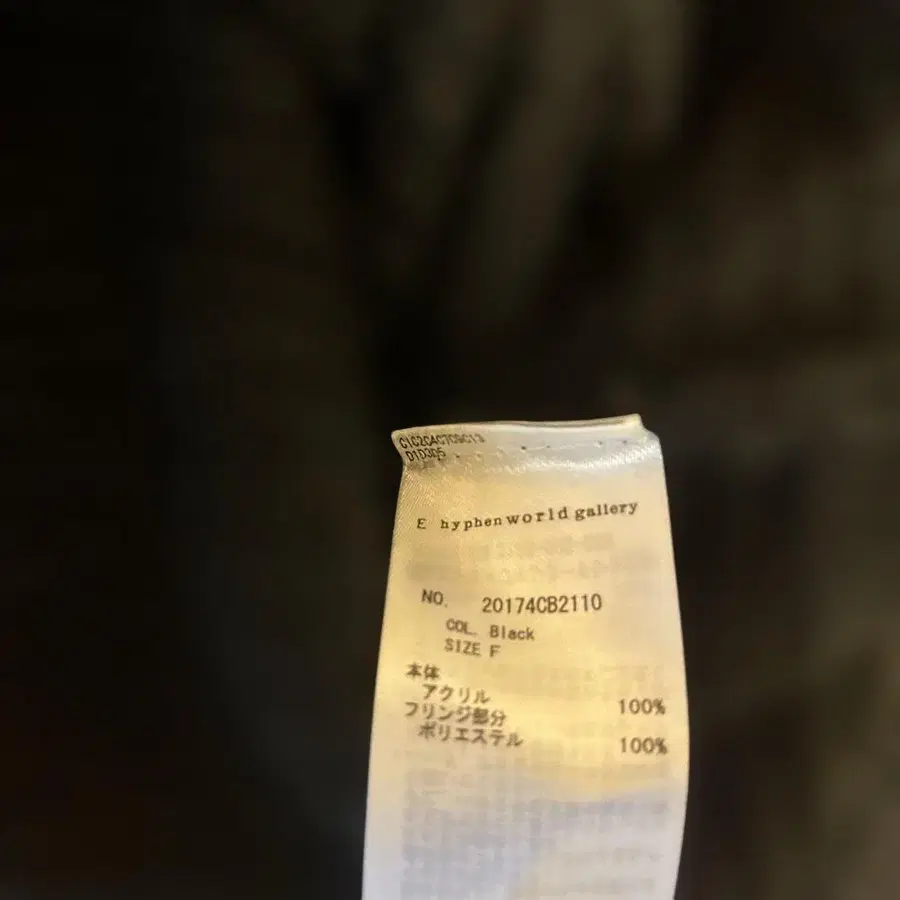 D1D3D5
E hyphen world gallery
NO. 20174CB2110
COL. Black
SIZE F
本体
アクリル 100%
フリンジ部分
ポリエステル 100%